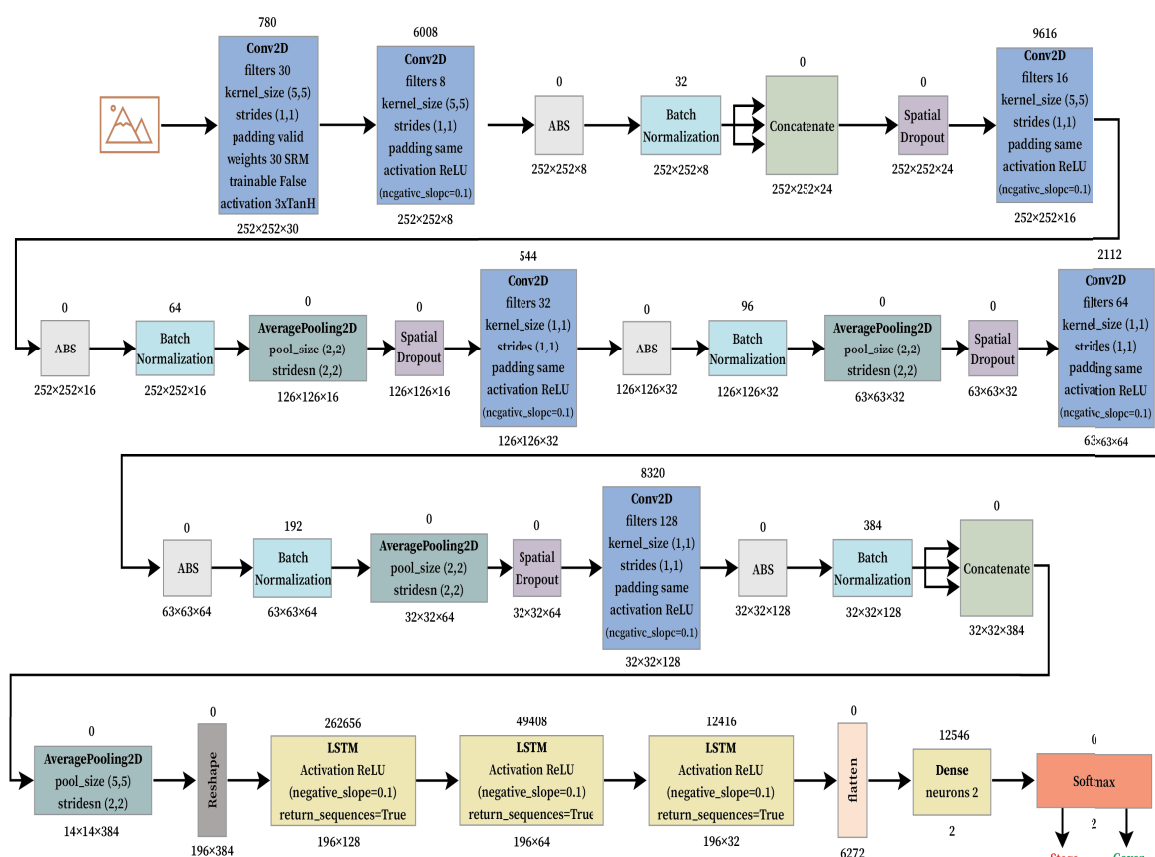 780
Conv2D
filters 30
kernel_size (5,5)
strides (1,1)
padding valid
weights 30 SRM
trainable False
activation 3xTanH
252×252×30
6008
Conv2D
filters 8
kernel_size (5,5)
strides (1,1)
padding same
activation ReLU
(negative_slope=0.1)
252×252×8
0
ABS
252×252×8
32
Batch
Normalization
252×252×8
0
Concatenate
252×252×24
0
Spatial
Dropout
252×252×24
9616
Conv2D
filters 16
kernel_size (5,5)
strides (1,1)
padding same
activation ReLU
(negative_slope=0.1)
252×252×16
0
ABS
252×252×16
64
Batch
Normalization
252×252×16
0
AveragePooling2D
pool_size (2,2)
stridesn (2,2)
126×126×16
0
Spatial
Dropout
126×126×16
544
Conv2D
filters 32
kernel_size (1,1)
strides (1,1)
padding same
activation ReLU
(negative_slope=0.1)
126×126×32
0
ABS
126×126×32
96
Batch
Normalization
126×126×32
0
AveragePooling2D
pool_size (2,2)
stridesn (2,2)
63×63×32
0
Spatial
Dropout
63×63×32
2112
Conv2D
filters 64
kernel_size (1,1)
strides (1,1)
padding same
activation ReLU
(negative_slope=0.1)
63×63×64
0
ABS
63×63×64
192
Batch
Normalization
63×63×64
0
AveragePooling2D
pool_size (2,2)
stridesn (2,2)
32×32×64
0
Spatial
Dropout
32×32×64
8320
Conv2D
filters 128
kernel_size (1,1)
strides (1,1)
padding same
activation ReLU
(negative_slope=0.1)
32×32×128
0
ABS
32×32×128
384
Batch
Normalization
32×32×128
0
Concatenate
32×32×384
0
AveragePooling2D
pool_size (5,5)
stridesn (2,2)
14×14×384
0
Reshape
196×384
262656
LSTM
Activation ReLU
(negative_slope=0.1)
return_sequences=True
196×128
49408
LSTM
Activation ReLU
(negative_slope=0.1)
return_sequences=True
196×64
12416
LSTM
Activation ReLU
(negative_slope=0.1)
return_sequences=True
196×32
0
flatten
6272
12546
Dense
neurons 2
2
0
Softmax
2